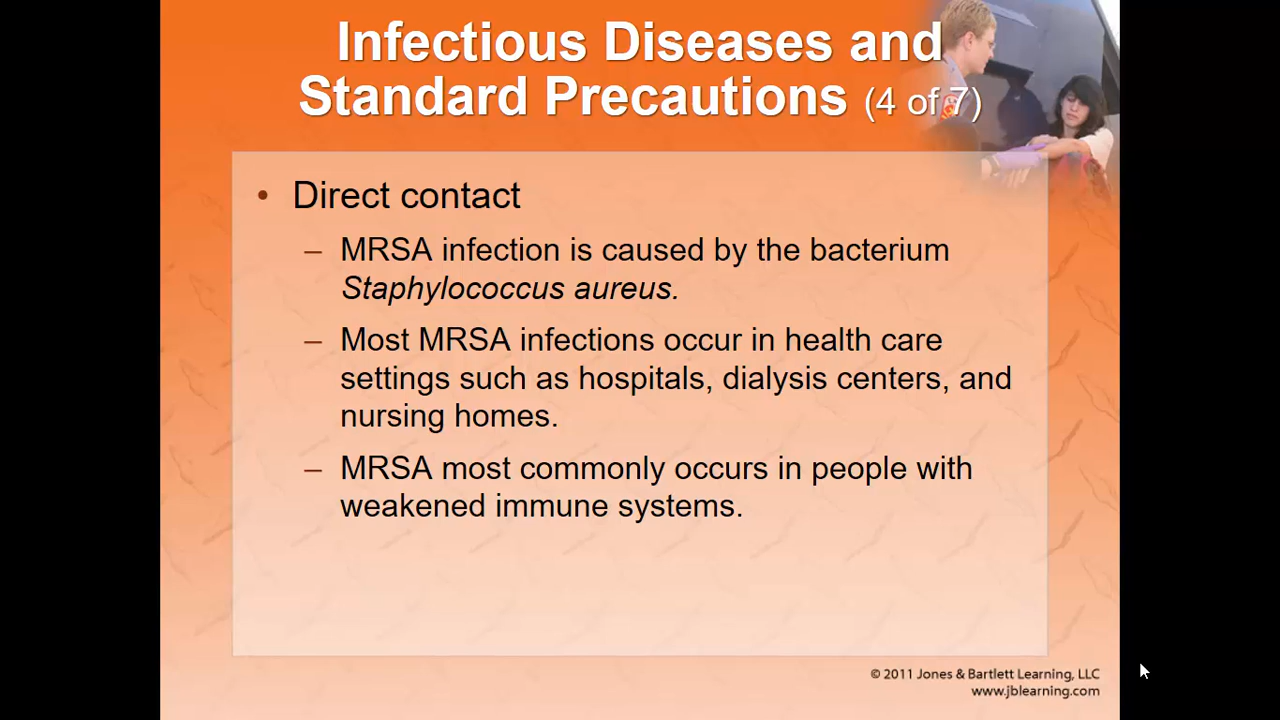 Infectious Diseases and
Standard Precautions (4 of 7)
• Direct contact
– MRSA infection is caused by the bacterium
Staphylococcus aureus.
– Most MRSA infections occur in health care
settings such as hospitals, dialysis centers, and
nursing homes.
– MRSA most commonly occurs in people with
weakened immune systems.
© 2011 Jones & Bartlett Learning, LLC
www.jblearning.com